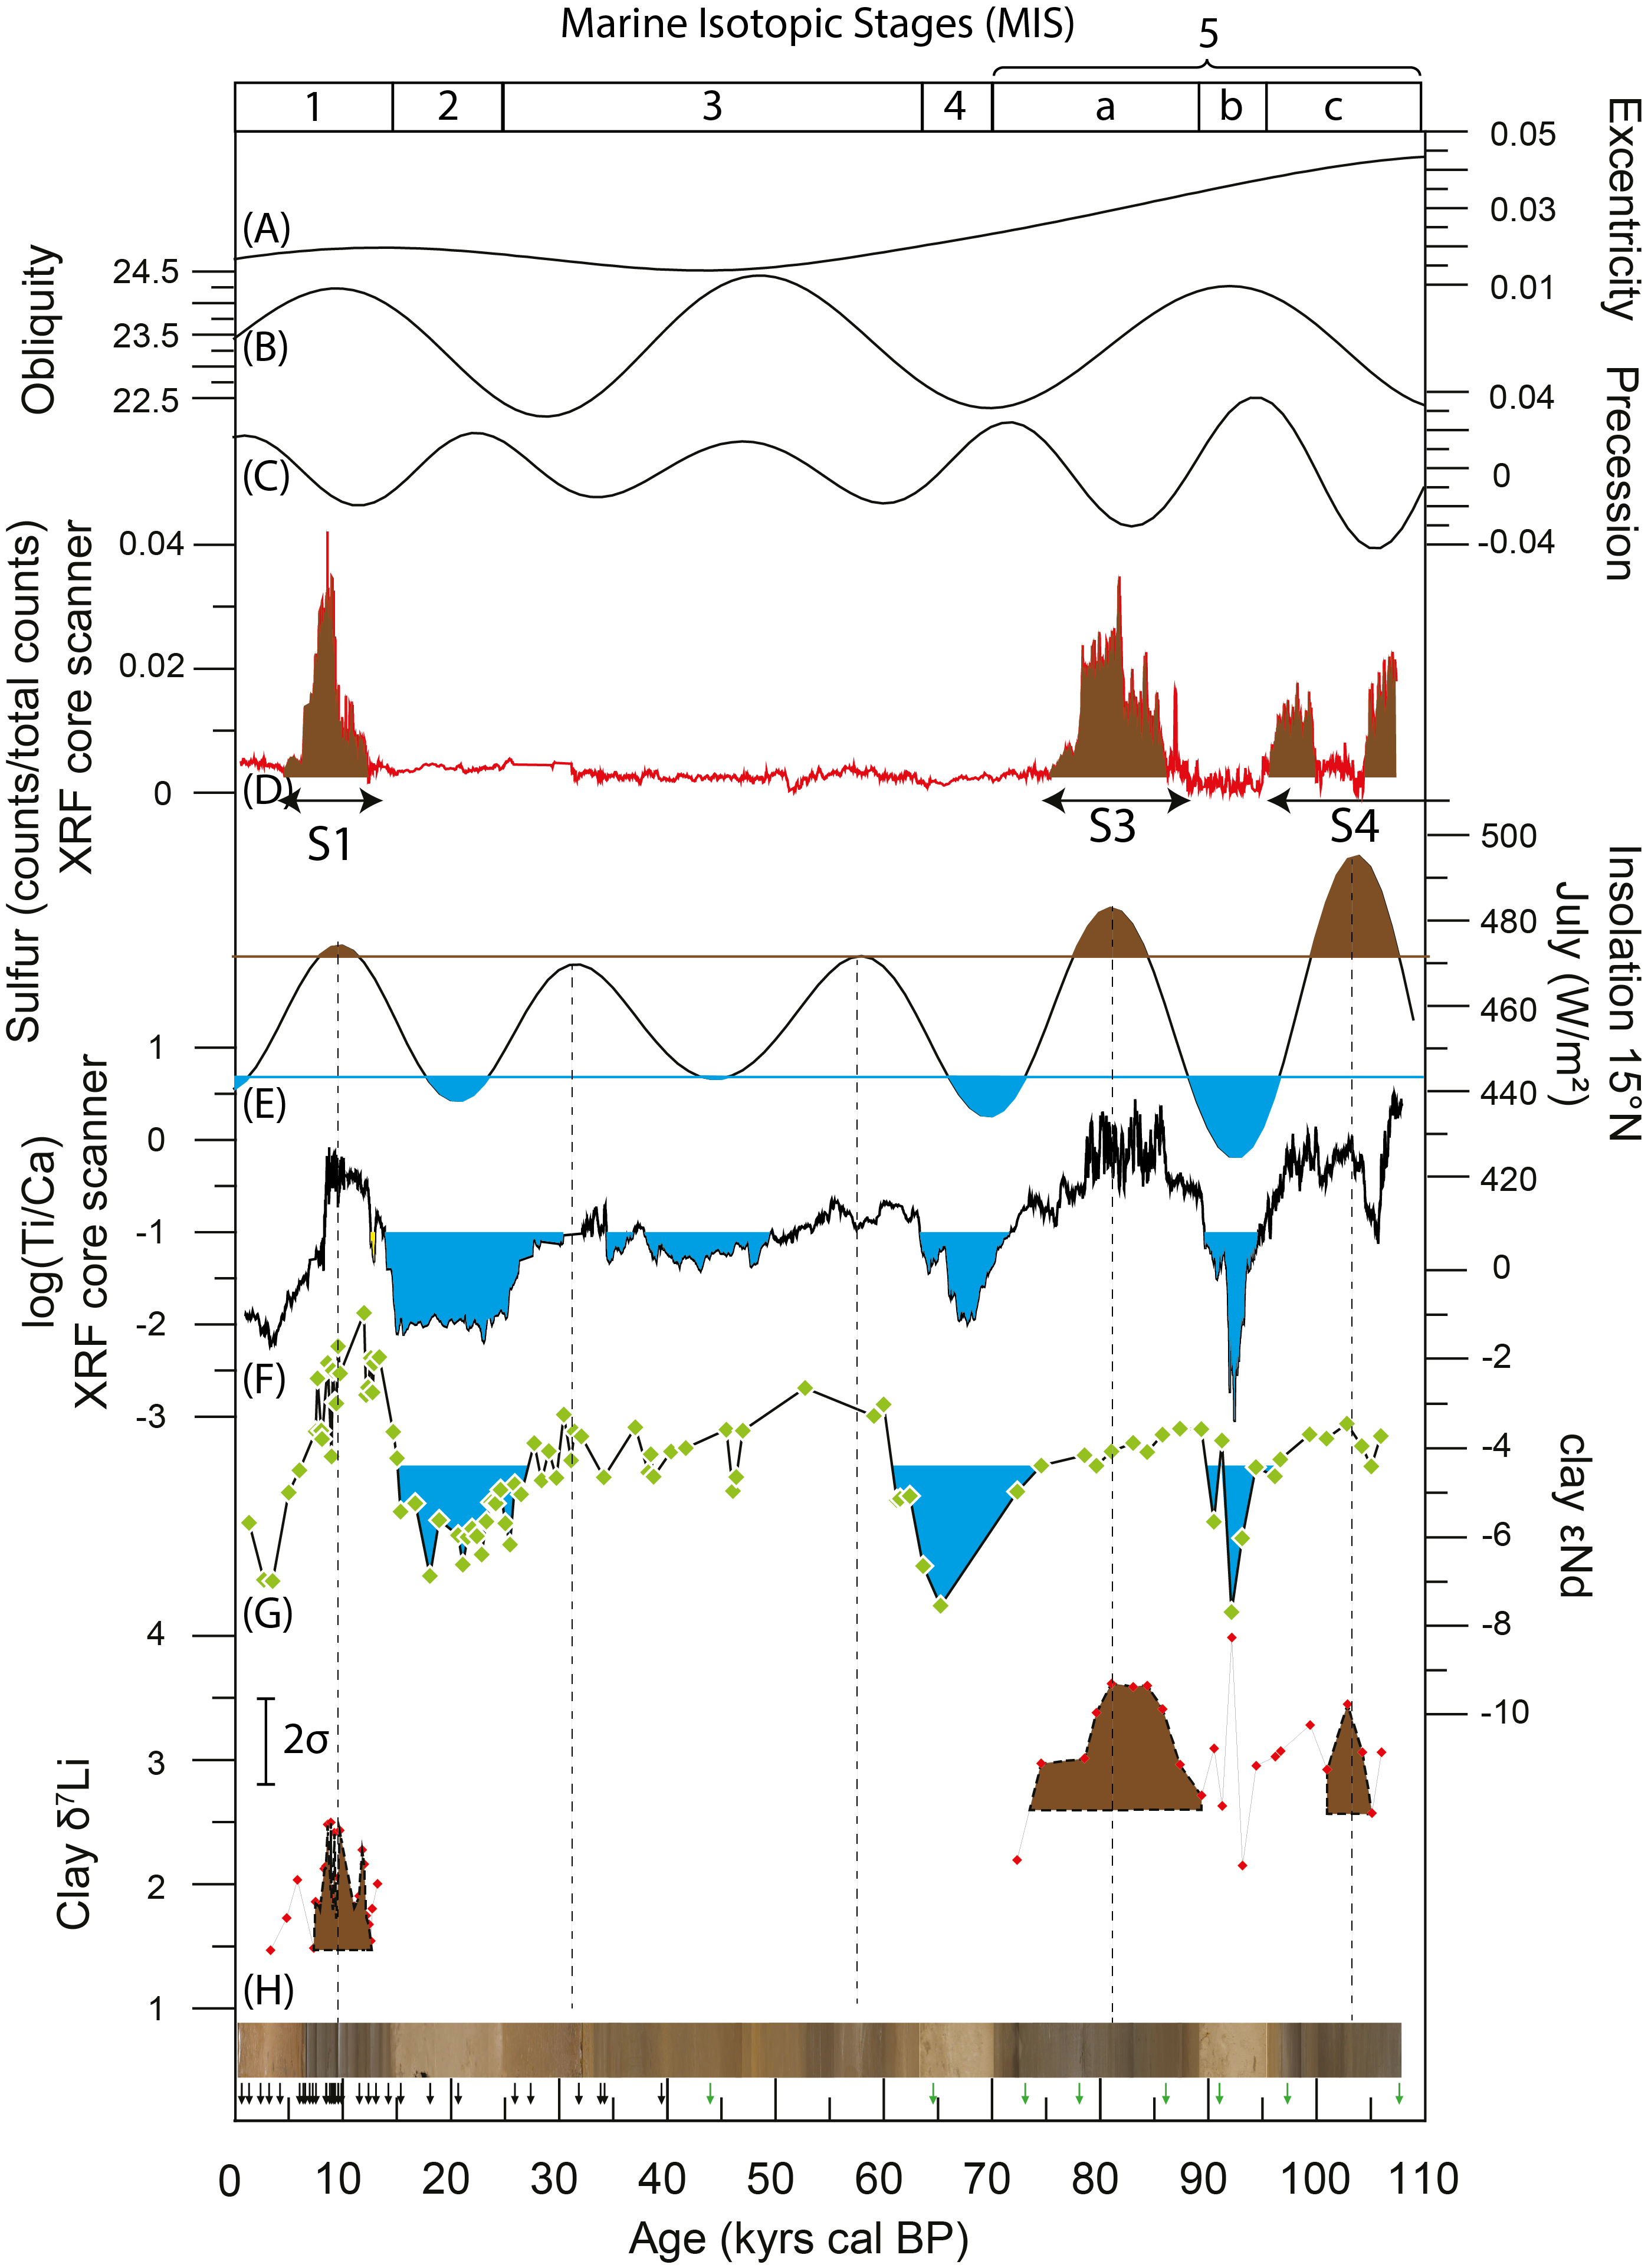 Marine Isotopic Stages (MIS)
5
1 2 3 4 a b c
Excentricity
0.05
0.03
0.01
(A)
Obliquity
24.5
23.5
22.5
(B)
Precession
0.04
0
-0.04
(C)
Sulfur (counts/total counts)
XRF core scanner
0.04
0.02
0
(D)
S1 S3 S4
Insolation 15°N
July (W/m²)
500
480
460
440
420
(E)
log(Ti/Ca)
XRF core scanner
1
0
-1
-2
-3
(F)
clay εNd
0
-2
-4
-6
-8
-10
(G)
Clay δ⁷Li
4
3
2
1
2σ
(H)
0 10 20 30 40 50 60 70 80 90 100 110
Age (kyrs cal BP)